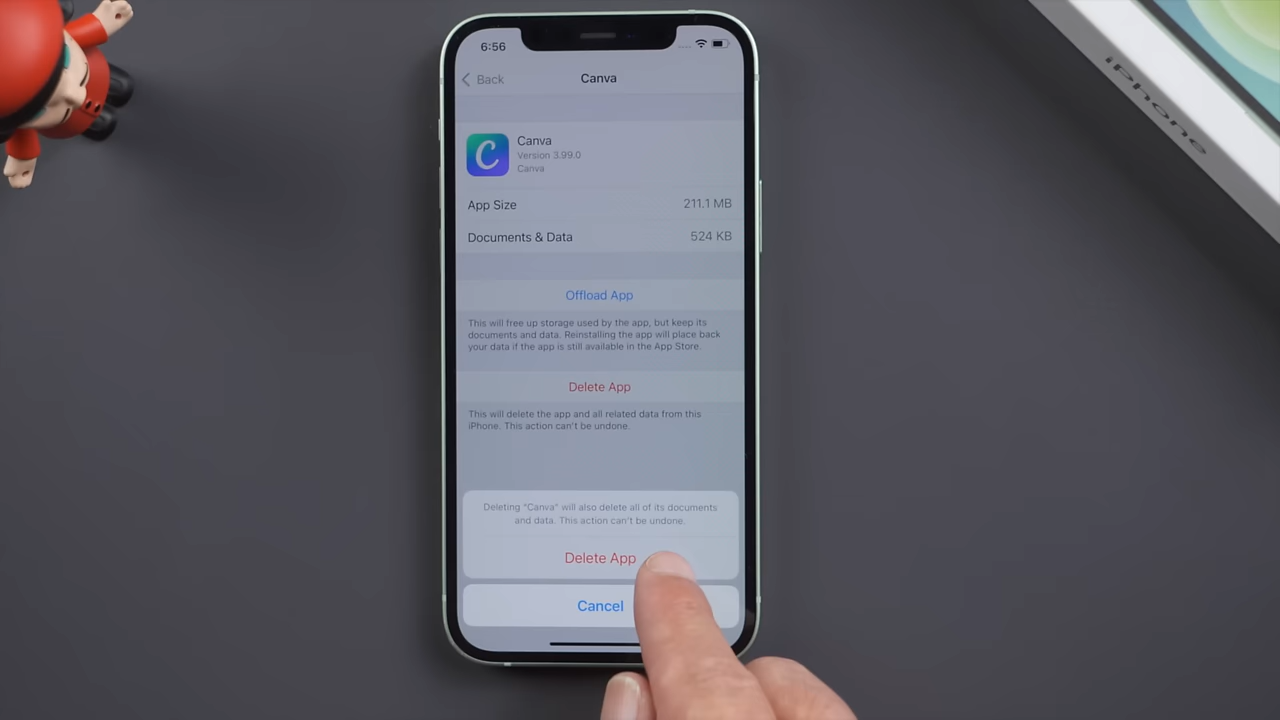 6:56
Back
Canva
Canva
Version 3.99.0
Canva
App Size 211.1 MB
Documents & Data 524 KB
Offload App
This will free up storage used by the app, but keep its
documents and data. Reinstalling the app will place back
your data if the app is still available in the App Store.
Delete App
This will delete the app and all related data from this
iPhone. This action can't be undone.
Deleting "Canva" will also delete all of its documents
and data. This action can't be undone.
Delete App
Cancel
iPhone